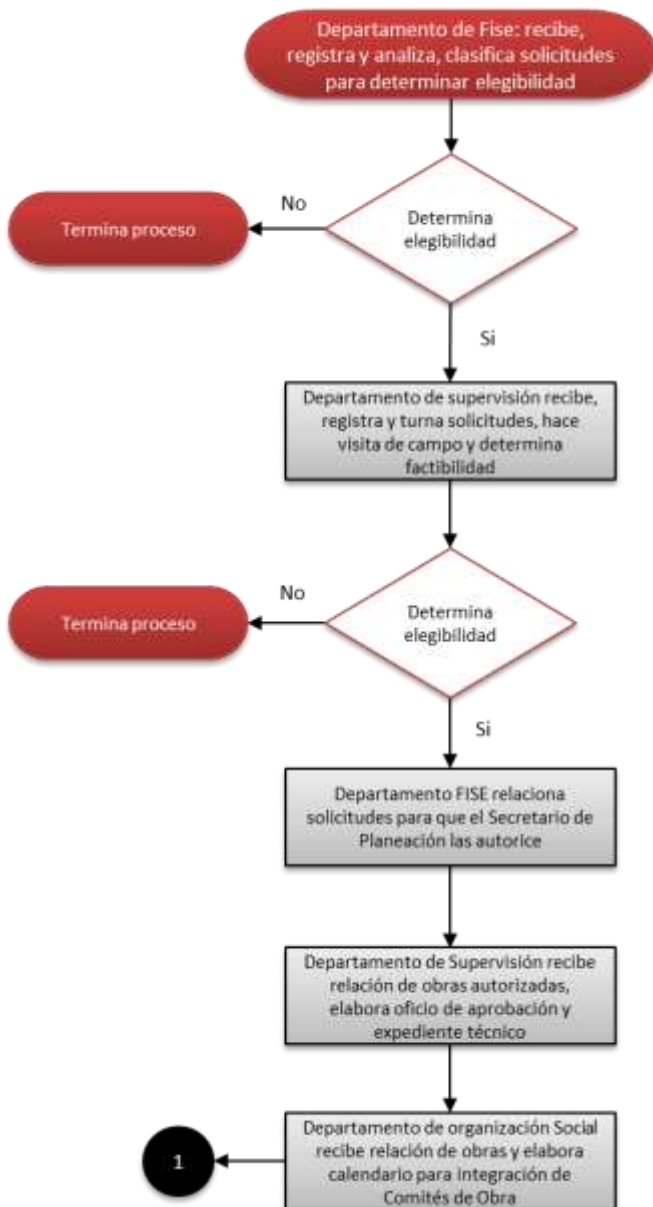 Departamento de Fise: recibe,
registra y analiza, clasifica solicitudes
para determinar elegibilidad
No
Termina proceso
Determina
elegibilidad
Si
Departamento de supervisión recibe,
registra y turna solicitudes, hace
visita de campo y determina
factibilidad
No
Termina proceso
Determina
elegibilidad
Si
Departamento FISE relaciona
solicitudes para que el Secretario de
Planeación las autorice
Departamento de Supervisión recibe
relación de obras autorizadas,
elabora oficio de aprobación y
expediente técnico
1
Departamento de organización Social
recibe relación de obras y elabora
calendario para Integración de
Comités de Obra